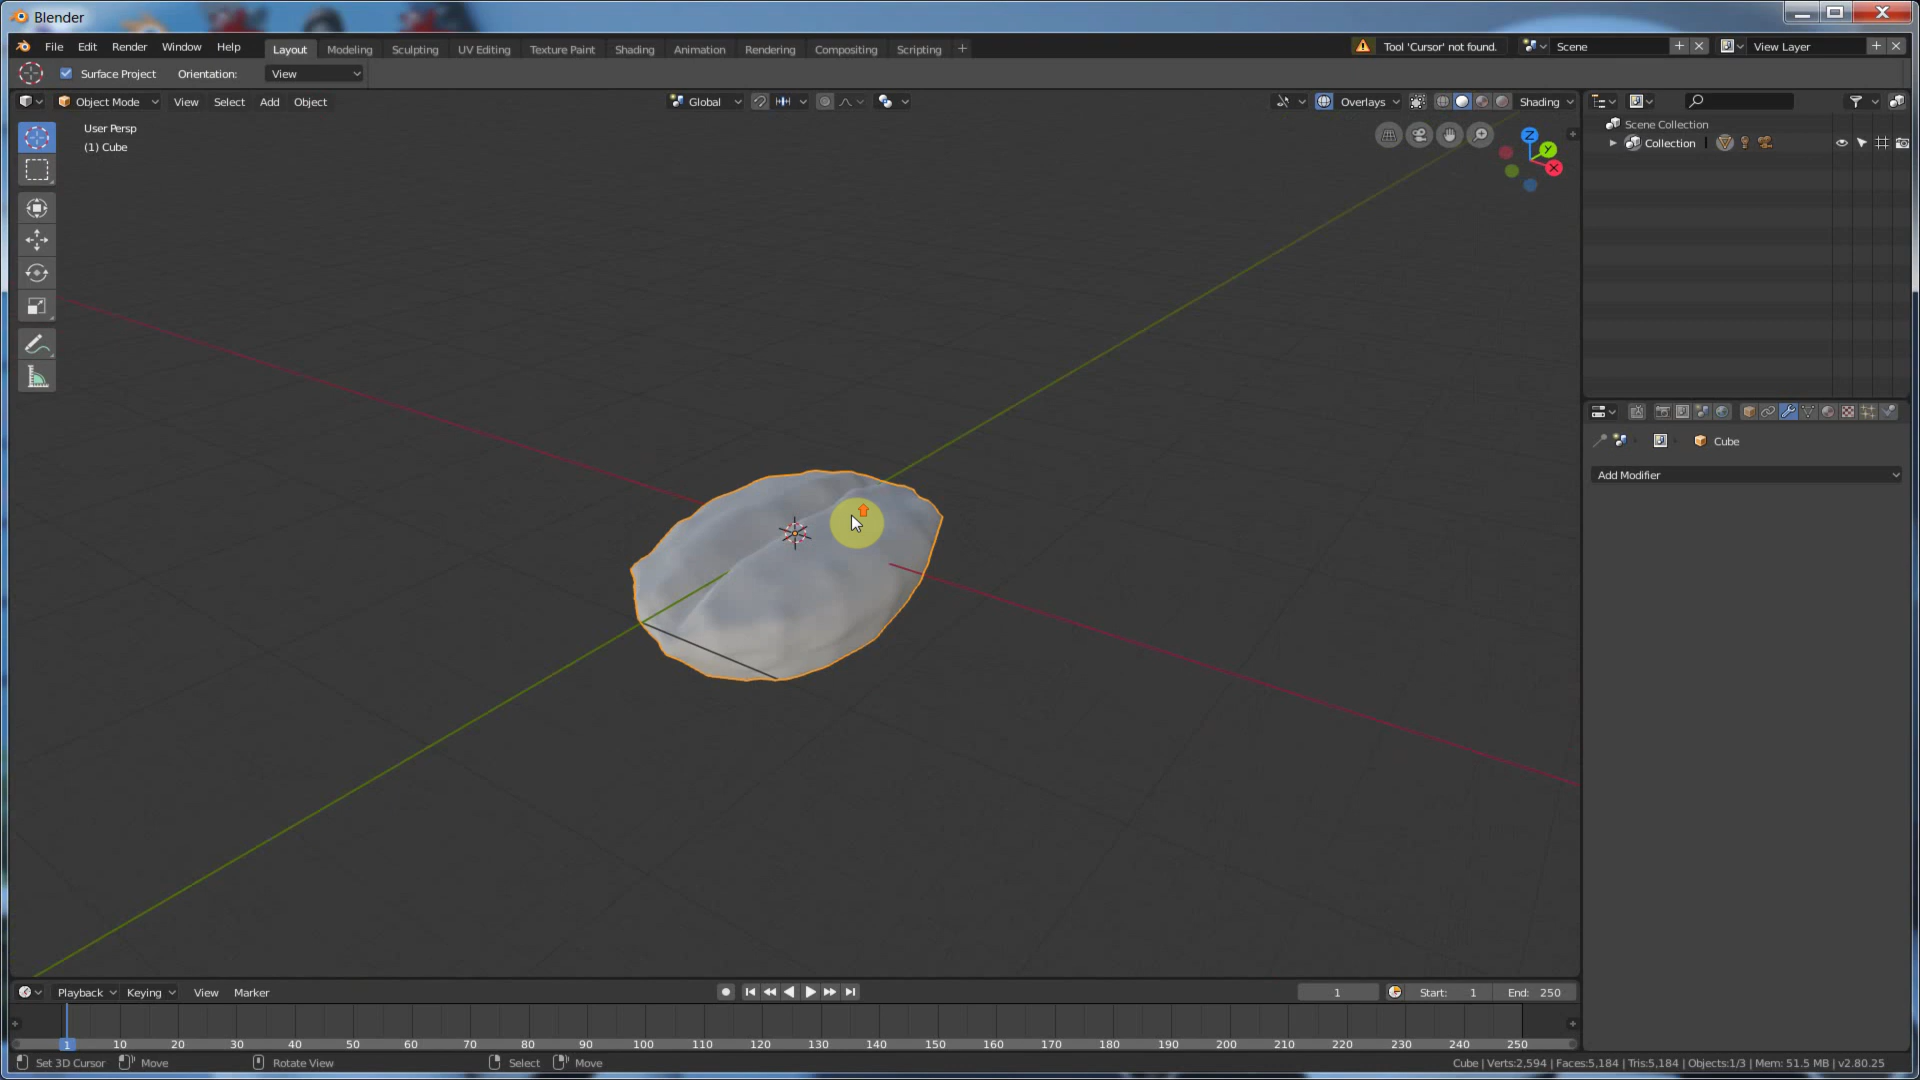 Blender
File Edit Render Window Help Layout Modeling Sculpting UV Editing Texture Paint Shading Animation Rendering Compositing Scripting + Tool 'Cursor' not found. Scene View Layer
Surface Project Orientation: View
Object Mode View Select Add Object Global Overlays Shading
User Persp
(1) Cube
Z
Y
X
Scene Collection
Collection
Cube
Add Modifier
Playback Keying View Marker 1 Start: 1 End: 250
1 10 20 30 40 50 60 70 80 90 100 110 120 130 140 150 160 170 180 190 200 210 220 230 240 250
Set 3D Cursor Move Rotate View Select Move Cube | Verts:2,594 | Faces:5,184 | Tris:5,184 | Objects:1/3 | Mem: 51.5 MB | v2.80.25